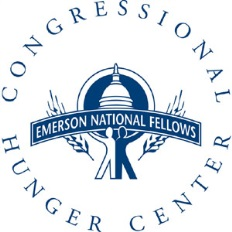 CONGRESSIONAL
EMERSON NATIONAL FELLOWS
HUNGER CENTER